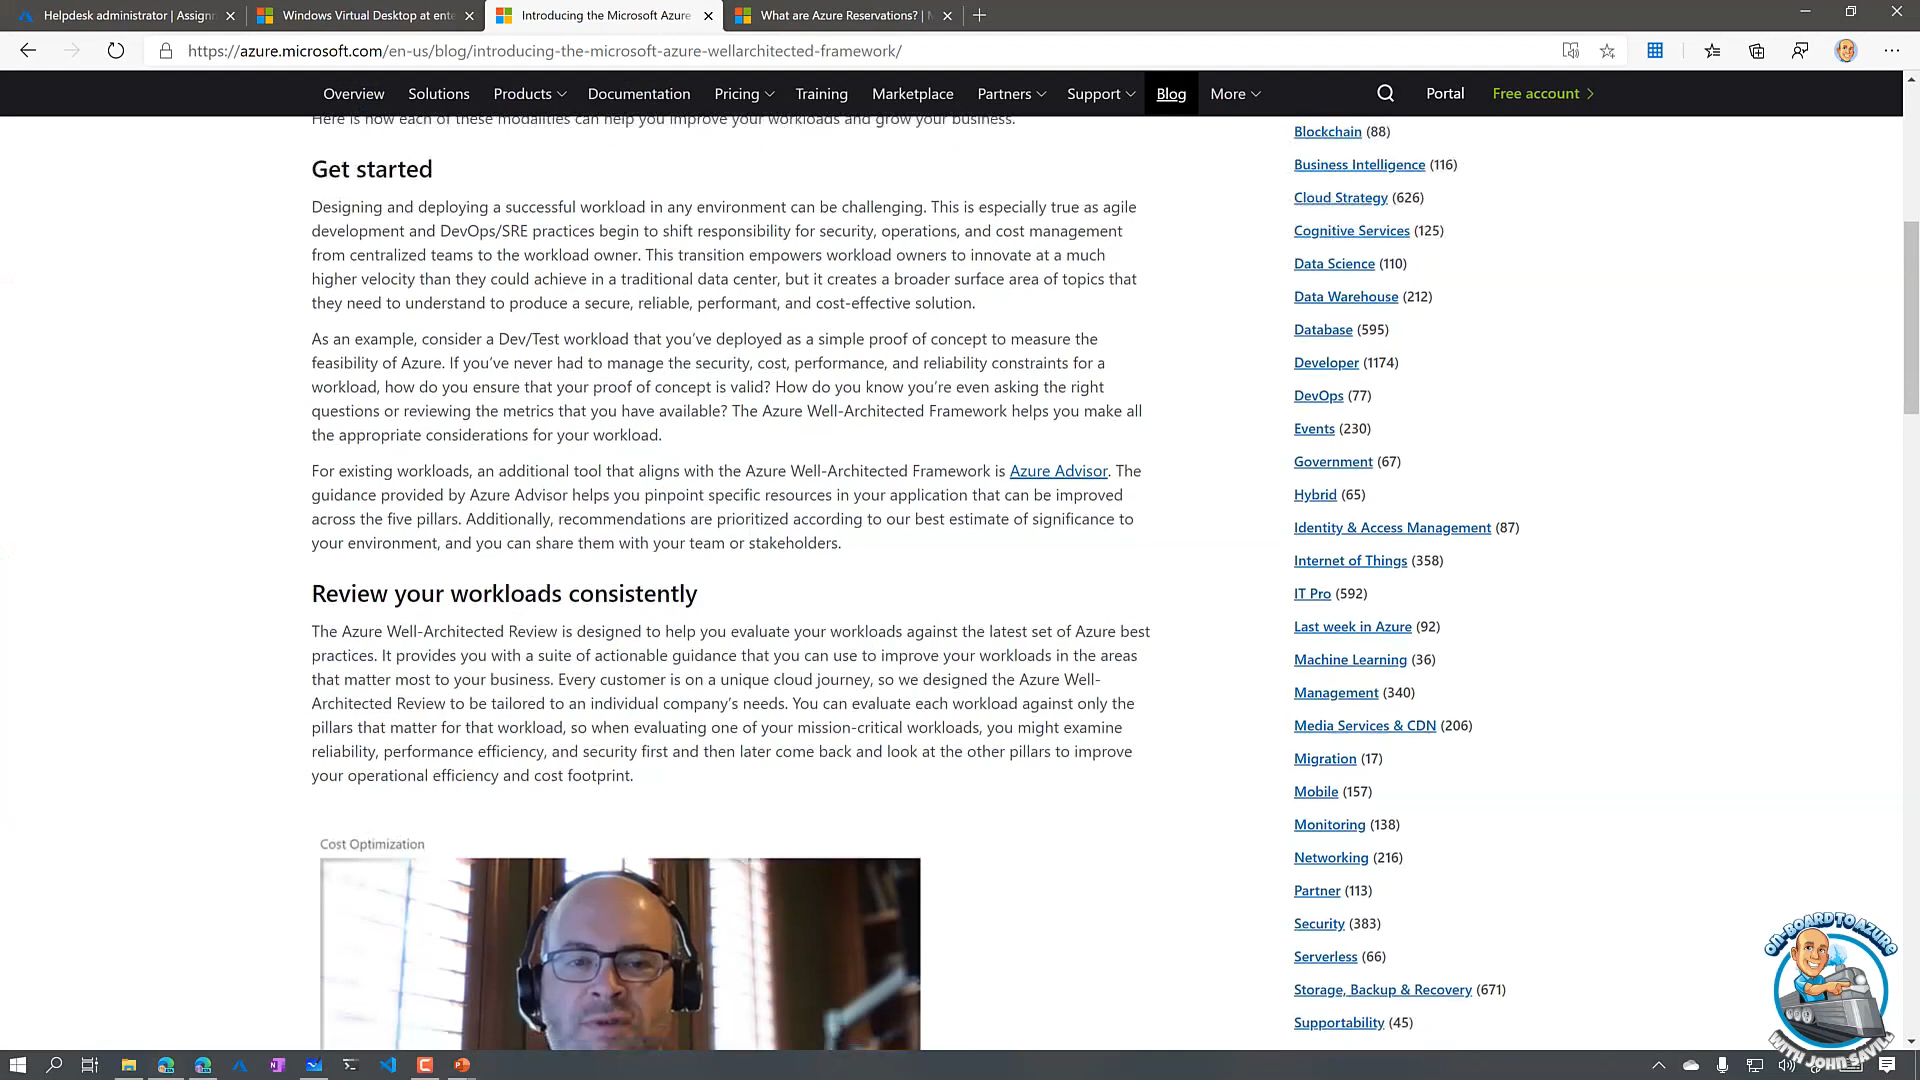 Helpdesk administrator | Assignm
Windows Virtual Desktop at ente
Introducing the Microsoft Azure
What are Azure Reservations? | M
https://azure.microsoft.com/en-us/blog/introducing-the-microsoft-azure-wellarchitected-framework/
Overview Solutions Products Documentation Pricing Training Marketplace Partners Support Blog More Portal Free account
Here is how each of these modalities can help you improve your workloads and grow your business.
Get started
Designing and deploying a successful workload in any environment can be challenging. This is especially true as agile
development and DevOps/SRE practices begin to shift responsibility for security, operations, and cost management
from centralized teams to the workload owner. This transition empowers workload owners to innovate at a much
higher velocity than they could achieve in a traditional data center, but it creates a broader surface area of topics that
they need to understand to produce a secure, reliable, performant, and cost-effective solution.
As an example, consider a Dev/Test workload that you’ve deployed as a simple proof of concept to measure the
feasibility of Azure. If you’ve never had to manage the security, cost, performance, and reliability constraints for a
workload, how do you ensure that your proof of concept is valid? How do you know you’re even asking the right
questions or reviewing the metrics that you have available? The Azure Well-Architected Framework helps you make all
the appropriate considerations for your workload.
For existing workloads, an additional tool that aligns with the Azure Well-Architected Framework is Azure Advisor. The
guidance provided by Azure Advisor helps you pinpoint specific resources in your application that can be improved
across the five pillars. Additionally, recommendations are prioritized according to our best estimate of significance to
your environment, and you can share them with your team or stakeholders.
Review your workloads consistently
The Azure Well-Architected Review is designed to help you evaluate your workloads against the latest set of Azure best
practices. It provides you with a suite of actionable guidance that you can use to improve your workloads in the areas
that matter most to your business. Every customer is on a unique cloud journey, so we designed the Azure Well-
Architected Review to be tailored to an individual company’s needs. You can evaluate each workload against only the
pillars that matter for that workload, so when evaluating one of your mission-critical workloads, you might examine
reliability, performance efficiency, and security first and then later come back and look at the other pillars to improve
your operational efficiency and cost footprint.
Cost Optimization
Blockchain (88)
Business Intelligence (116)
Cloud Strategy (626)
Cognitive Services (125)
Data Science (110)
Data Warehouse (212)
Database (595)
Developer (1174)
DevOps (77)
Events (230)
Government (67)
Hybrid (65)
Identity & Access Management (87)
Internet of Things (358)
IT Pro (592)
Last week in Azure (92)
Machine Learning (36)
Management (340)
Media Services & CDN (206)
Migration (17)
Mobile (157)
Monitoring (138)
Networking (216)
Partner (113)
Security (383)
Serverless (66)
Storage, Backup & Recovery (671)
Supportability (45)
ON-BOARD TO AZURE
WITH JOHN SAVILL